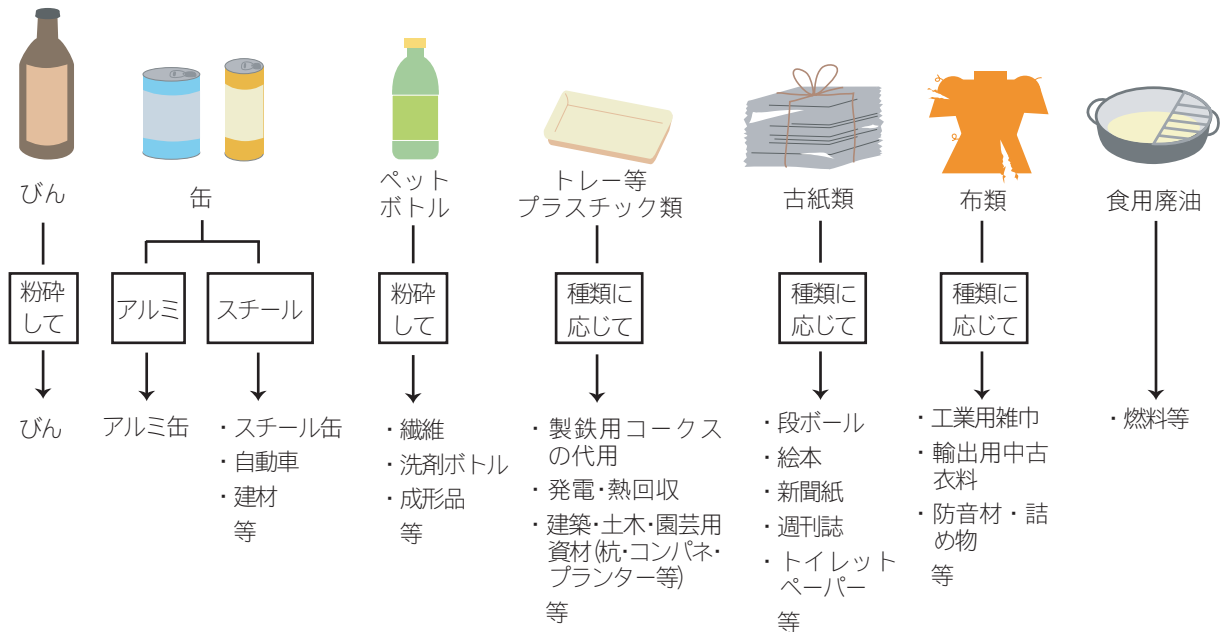 びん
缶
ペット
ボトル
トレー等
プラスチック類
古紙類
布類
食用廃油
粉砕
して
アルミ
スチール
粉砕
して
種類に
応じて
種類に
応じて
種類に
応じて
びん
アルミ缶
・スチール缶
・自動車
・建材
等
・繊維
・洗剤ボトル
・成形品
等
・製鉄用コークス
の代用
・発電・熱回収
・建築・土木・園芸用
資材(杭・コンパネ・
プランター等)
等
・段ボール
・絵本
・新聞紙
・週刊誌
・トイレット
ペーパー
等
・工業用雑巾
・輸出用中古
衣料
・防音材・詰
め物
等
・燃料等